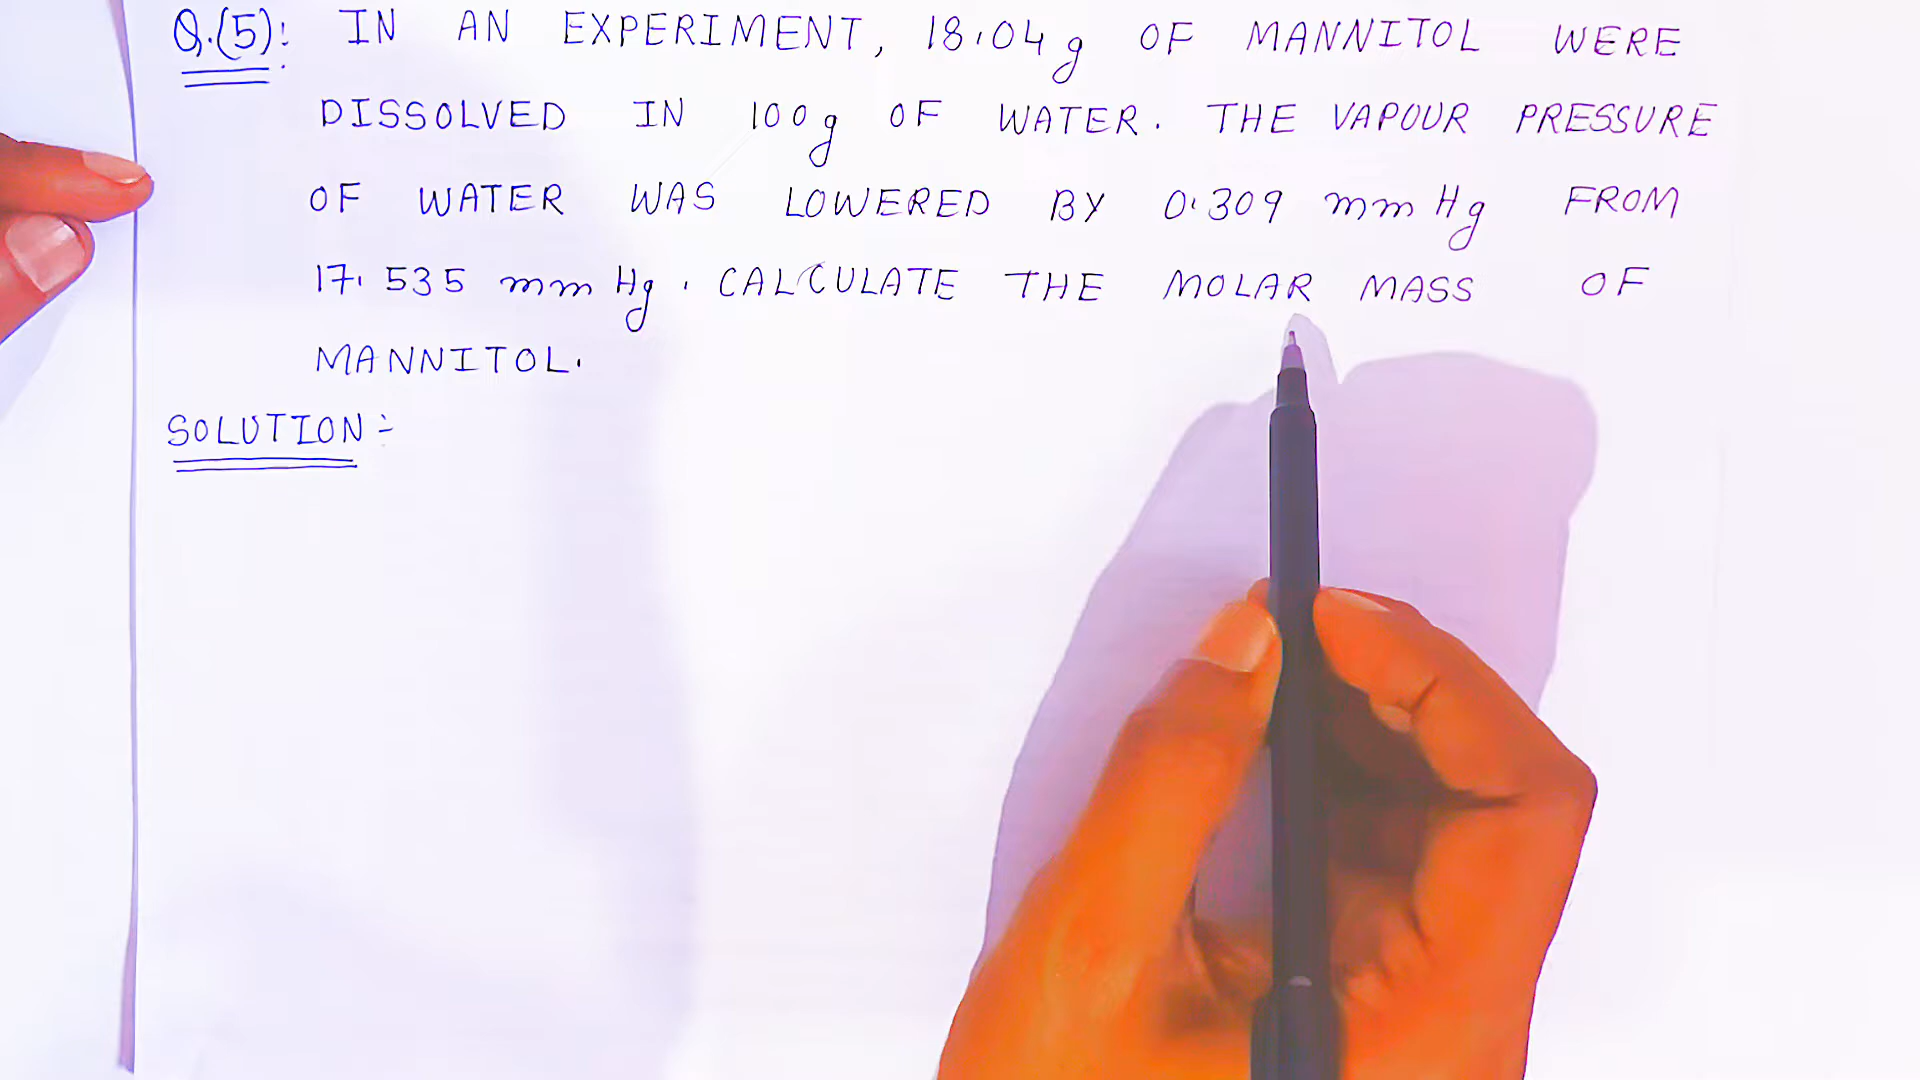 Q.(5): IN AN EXPERIMENT, 18.04 g OF MANNITOL WERE
DISSOLVED IN 100 g OF WATER. THE VAPOUR PRESSURE
OF WATER WAS LOWERED BY 0.309 mm Hg FROM
17.535 mm Hg. CALCULATE THE MOLAR MASS OF
MANNITOL.
SOLUTION :-